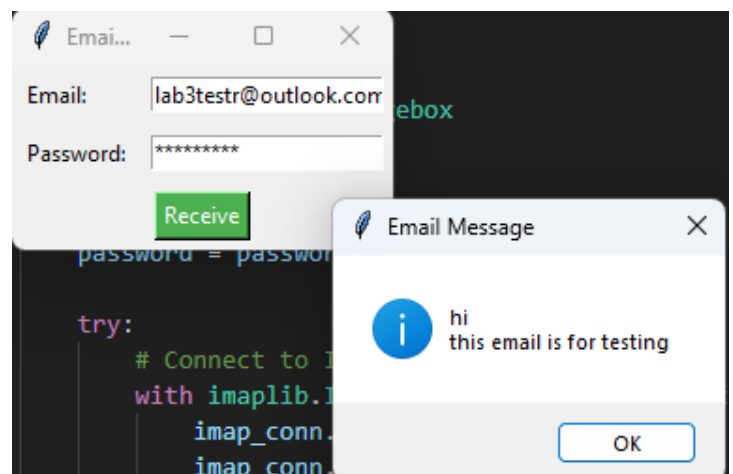 Emai...
Email: lab3testr@outlook.com
ebox
Password: *********
Receive
Email Message
password = passwor
hi
this email is for testing
try:
# Connect to I
with imaplib.I
imap_conn.
OK
imap_conn.